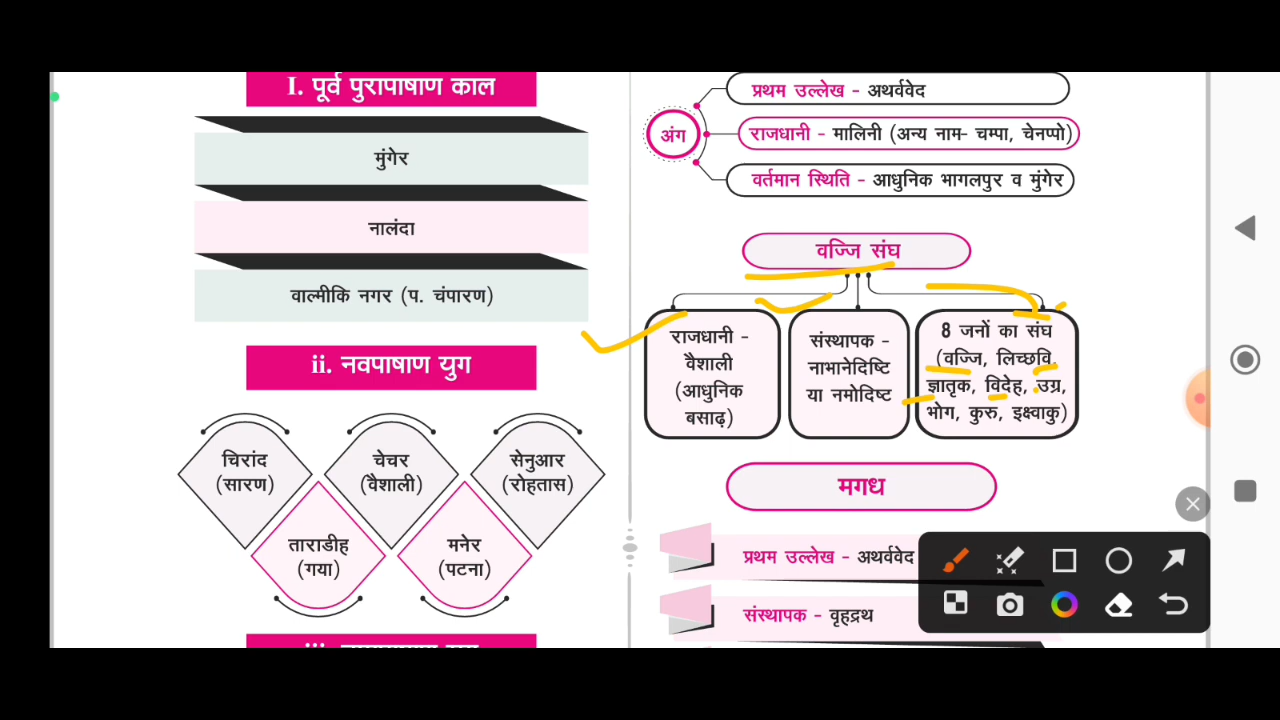 I. पूर्व पुरापाषाण काल
मुंगेर
नालंदा
वाल्मीकि नगर (प. चंपारण)
ii. नवपाषाण युग
चिरांद
(सारण)
चेचर
(वैशाली)
सेनुआर
(रोहतास)
ताराडीह
(गया)
मनेर
(पटना)
अंग
प्रथम उल्लेख - अथर्ववेद
राजधानी - मालिनी (अन्य नाम- चम्पा, चेनप्पो)
वर्तमान स्थिति - आधुनिक भागलपुर व मुंगेर
वज्जि संघ
राजधानी -
वैशाली
(आधुनिक
बसाढ़)
संस्थापक -
नाभानेदिष्टि
या नमोदिष्ट
8 जनों का संघ
(वज्जि, लिच्छवि,
ज्ञातृक, विदेह, उग्र,
भोग, कुरु, इक्ष्वाकु)
मगध
प्रथम उल्लेख - अथर्ववेद
संस्थापक - वृहद्रथ